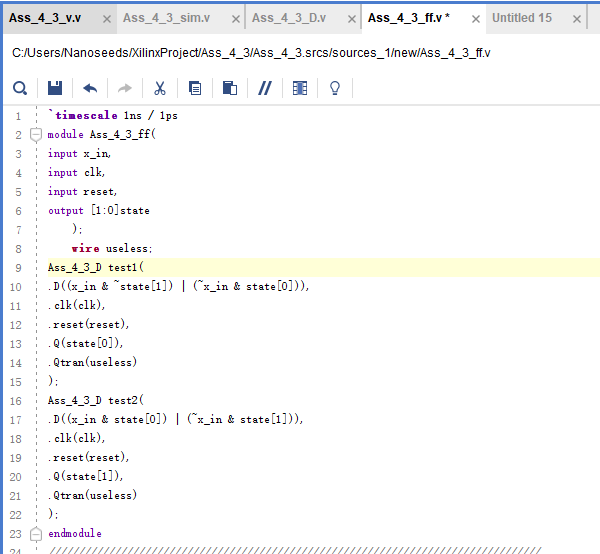 Ass_4_3_v.v × Ass_4_3_sim.v × Ass_4_3_D.v × Ass_4_3_ff.v * × Untitled 15 ×
C:/Users/Nanoseeds/XilinxProject/Ass_4_3/Ass_4_3.srcs/sources_1/new/Ass_4_3_ff.v
1 `timescale 1ns / 1ps
2 module Ass_4_3_ff(
3 input x_in,
4 input clk,
5 input reset,
6 output [1:0]state
7 );
8 wire useless;
9 Ass_4_3_D test1(
10 .D((x_in & ~state[1]) | (~x_in & state[0])),
11 .clk(clk),
12 .reset(reset),
13 .Q(state[0]),
14 .Qtran(useless)
15 );
16 Ass_4_3_D test2(
17 .D((x_in & state[0]) | (~x_in & state[1])),
18 .clk(clk),
19 .reset(reset),
20 .Q(state[1]),
21 .Qtran(useless)
22 );
23 endmodule
24 //////////////////////////////////////////////////////////////////////////////////